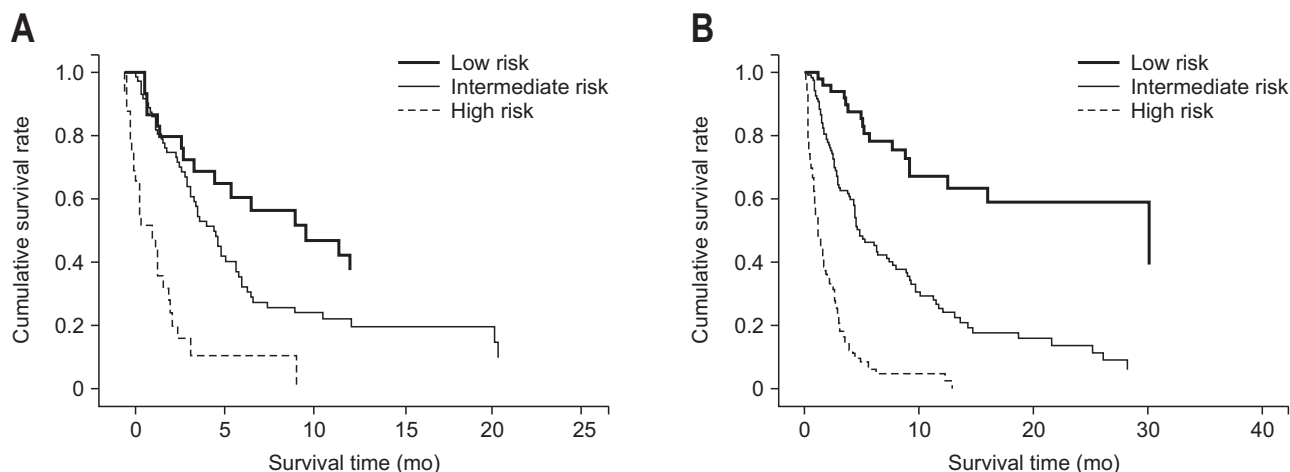 A
Low risk
Intermediate risk
High risk
1.0
0.8
0.6
0.4
0.2
0
Cumulative survival rate
0 5 10 15 20 25
Survival time (mo)
B
Low risk
Intermediate risk
High risk
1.0
0.8
0.6
0.4
0.2
0
Cumulative survival rate
0 10 20 30 40
Survival time (mo)